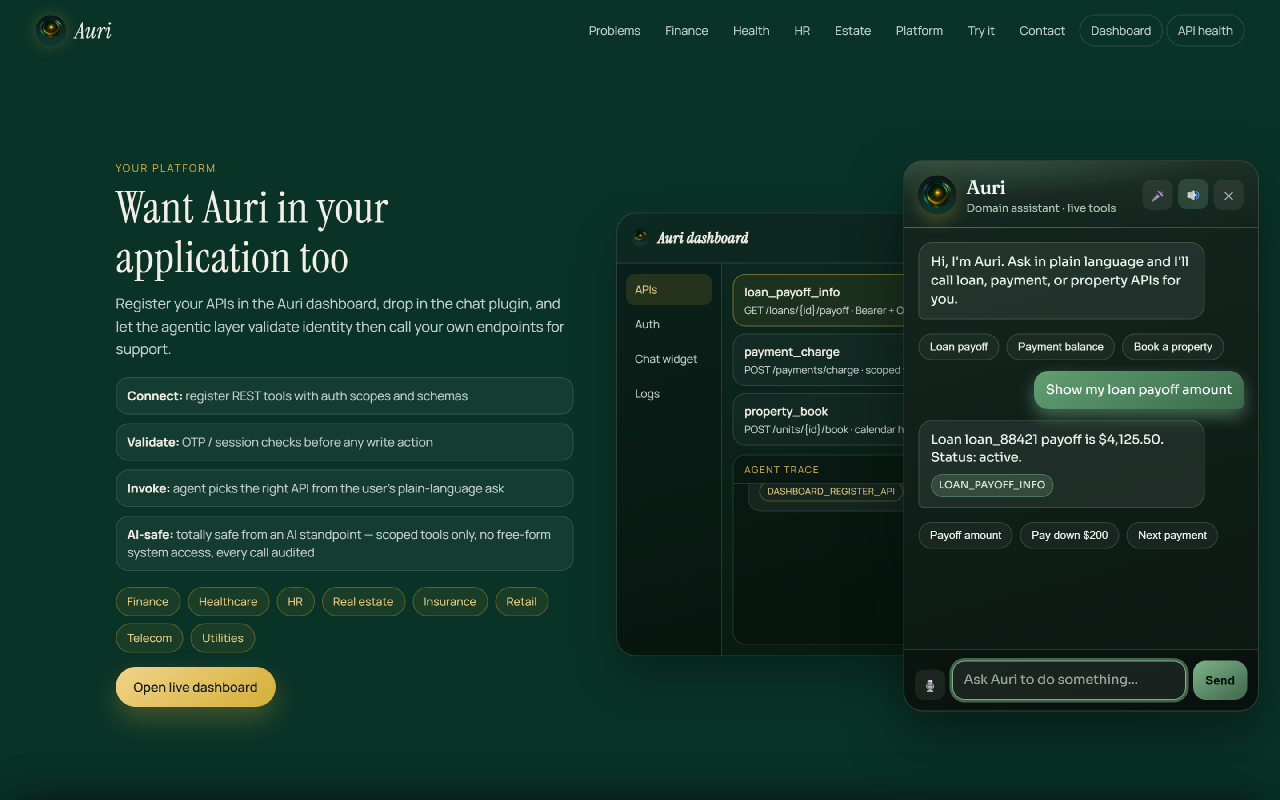 Auri
Problems
Finance
Health
HR
Estate
Platform
Try it
Contact
Dashboard
API health
YOUR PLATFORM
Want Auri in your
application too
Register your APIs in the Auri dashboard, drop in the chat plugin, and
let the agentic layer validate identity then call your own endpoints for
support.
Connect: register REST tools with auth scopes and schemas
Validate: OTP / session checks before any write action
Invoke: agent picks the right API from the user's plain-language ask
AI-safe: totally safe from an AI standpoint — scoped tools only, no free-form
system access, every call audited
Finance
Healthcare
HR
Real estate
Insurance
Retail
Telecom
Utilities
Open live dashboard
Auri dashboard
APIs
Auth
Chat widget
Logs
loan_payoff_info
GET /loans/{id}/payoff · Bearer + O
payment_charge
POST /payments/charge · scoped
property_book
POST /units/{id}/book · calendar h
AGENT TRACE
DASHBOARD_REGISTER_API
Auri
Domain assistant · live tools
Hi, I'm Auri. Ask in plain language and I'll
call loan, payment, or property APIs for
you.
Loan payoff
Payment balance
Book a property
Show my loan payoff amount
Loan loan_88421 payoff is $4,125.50.
Status: active.
LOAN_PAYOFF_INFO
Payoff amount
Pay down $200
Next payment
Ask Auri to do something...
Send